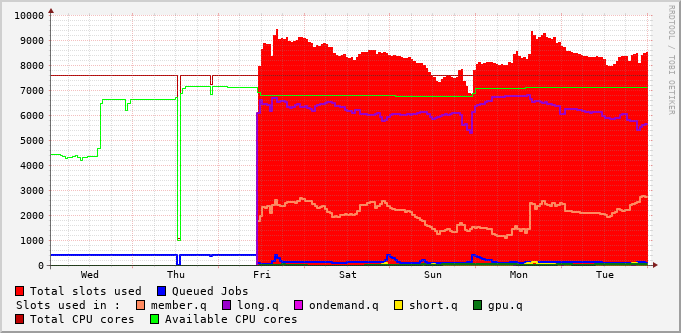 10000
9000
8000
7000
6000
5000
4000
3000
2000
1000
0
Wed Thu Fri Sat Sun Mon Tue
Total slots used Queued Jobs
Slots used in : member.q long.q ondemand.q short.q gpu.q
Total CPU cores Available CPU cores
RRDTOOL / TOBI OETIKER